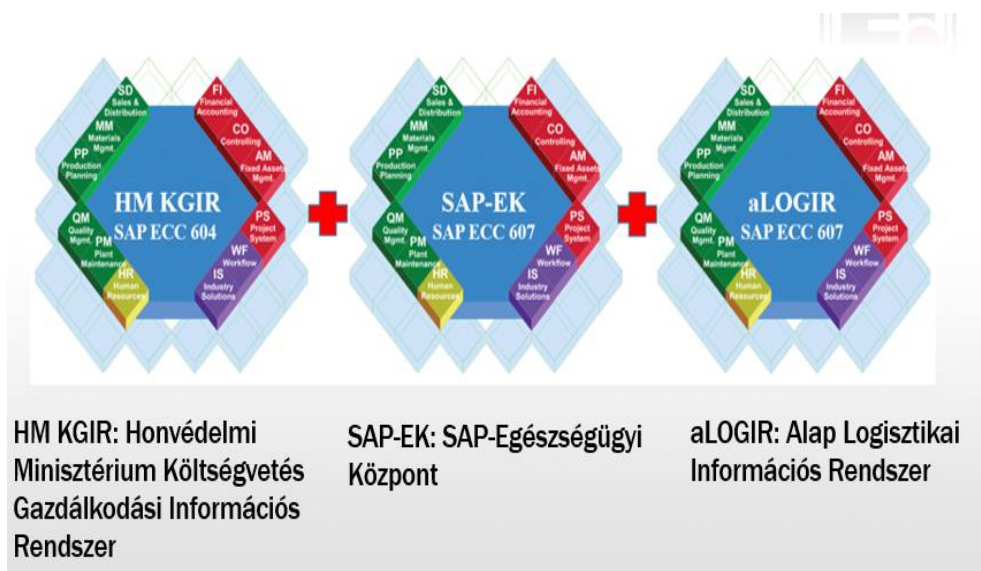 SD
Sales &
Distribution
MM
Materials
Mgmt.
PP
Production
Planning
FI
Financial
Accounting
CO
Controlling
AM
Fixed Assets
Mgmt.
HM KGIR
SAP ECC 604
QM
Quality
Mgmt.
PM
Plant
Maintenance
HR
Human
Resources
PS
Project
System
WF
Workflow
IS
Industry
Solutions
SD
Sales &
Distribution
MM
Materials
Mgmt.
PP
Production
Planning
FI
Financial
Accounting
CO
Controlling
AM
Fixed Assets
Mgmt.
SAP-EK
SAP ECC 607
QM
Quality
Mgmt.
PM
Plant
Maintenance
HR
Human
Resources
PS
Project
System
WF
Workflow
IS
Industry
Solutions
SD
Sales &
Distribution
MM
Materials
Mgmt.
PP
Production
Planning
FI
Financial
Accounting
CO
Controlling
AM
Fixed Assets
Mgmt.
aLOGIR
SAP ECC 607
QM
Quality
Mgmt.
PM
Plant
Maintenance
HR
Human
Resources
PS
Project
System
WF
Workflow
IS
Industry
Solutions
HM KGIR: Honvédelmi
Minisztérium Költségvetés
Gazdálkodási Információs
Rendszer
SAP-EK: SAP-Egészségügyi
Központ
aLOGIR: Alap Logisztikai
Információs Rendszer